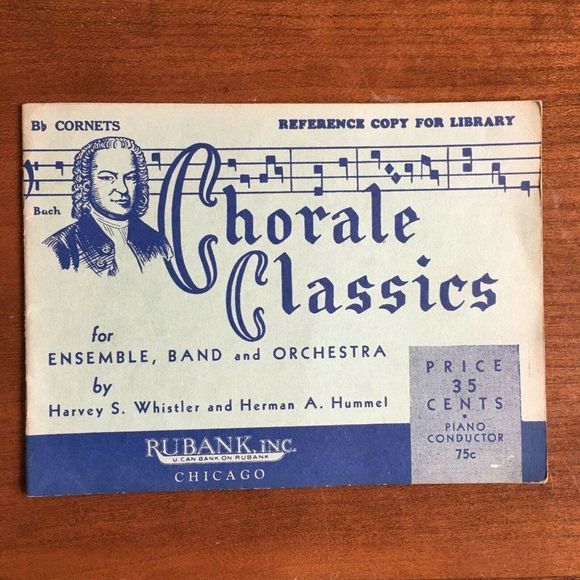 B♭ CORNETS
REFERENCE COPY FOR LIBRARY
Bach
Chorale
Classics
for
ENSEMBLE, BAND and ORCHESTRA
by
Harvey S. Whistler and Herman A. Hummel
PRICE
35
CENTS
•
PIANO
CONDUCTOR
75c
RUBANK, INC.
U CAN BANK ON RUBANK
CHICAGO